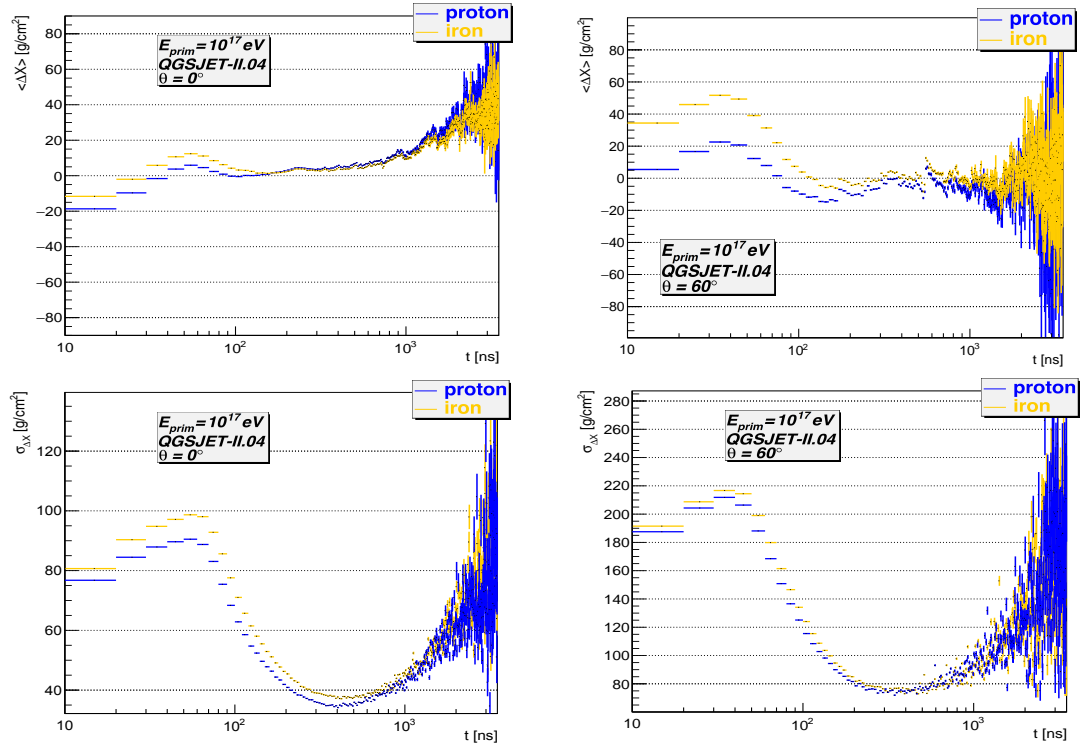 <ΔX> [g/cm²]
80
60
40
20
0
−20
−40
−60
−80
proton
iron
E_prim = 10^17 eV
QGSJET-II.04
θ = 0°
10
10²
10³
t [ns]
<ΔX> [g/cm²]
80
60
40
20
0
−20
−40
−60
−80
proton
iron
E_prim = 10^17 eV
QGSJET-II.04
θ = 60°
10
10²
10³
t [ns]
σ_ΔX [g/cm²]
120
100
80
60
40
proton
iron
E_prim = 10^17 eV
QGSJET-II.04
θ = 0°
10
10²
10³
t [ns]
σ_ΔX [g/cm²]
280
260
240
220
200
180
160
140
120
100
80
60
proton
iron
E_prim = 10^17 eV
QGSJET-II.04
θ = 60°
10
10²
10³
t [ns]